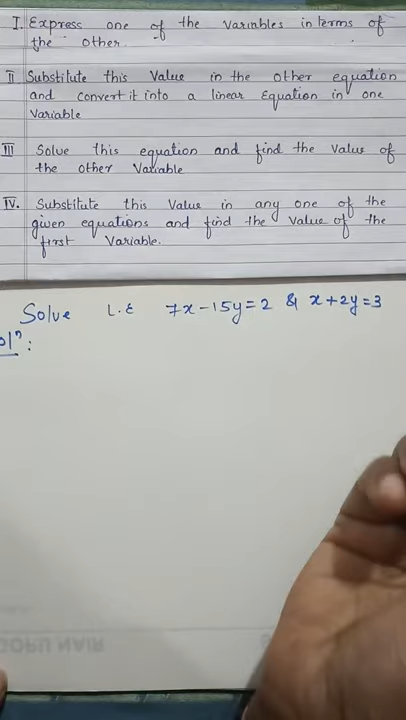 I. Express one of the variables in terms of
the other.
II Substitute this Value in the other equation
and convert it into a linear Equation in one
Variable
III Solve this equation and find the value of
the other Variable
IV. Substitute this Value in any one of the
given equations and find the Value of the
first Variable.
Solve L.E 7x-15y=2 & x+2y=3
olⁿ: